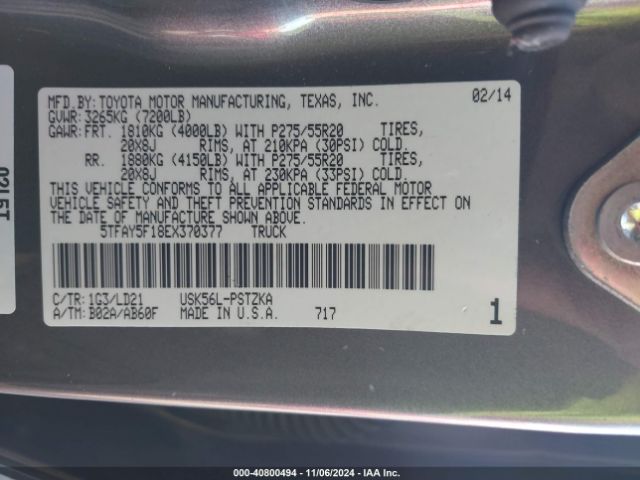 MFD.BY: TOYOTA MOTOR MANUFACTURING, TEXAS, INC. 02/14
GVWR: 3265KG (7200LB)
GAWR: FRT. 1810KG (4000LB) WITH P275/55R20 TIRES,
20X8J RIMS, AT 210KPA (30PSI) COLD.
RR. 1880KG (4150LB) WITH P275/55R20 TIRES,
20X8J RIMS, AT 230KPA (33PSI) COLD.
THIS VEHICLE CONFORMS TO ALL APPLICABLE FEDERAL MOTOR
VEHICLE SAFETY AND THEFT PREVENTION STANDARDS IN EFFECT ON
THE DATE OF MANUFACTURE SHOWN ABOVE.
5TFAY5F18EX370377 TRUCK
C/TR: 1G3/LD21 USK56L-PSTZKA
A/TM: B02A/AB60F MADE IN U.S.A. 717 1
000-40800494 - 11/06/2024 - IAA Inc.